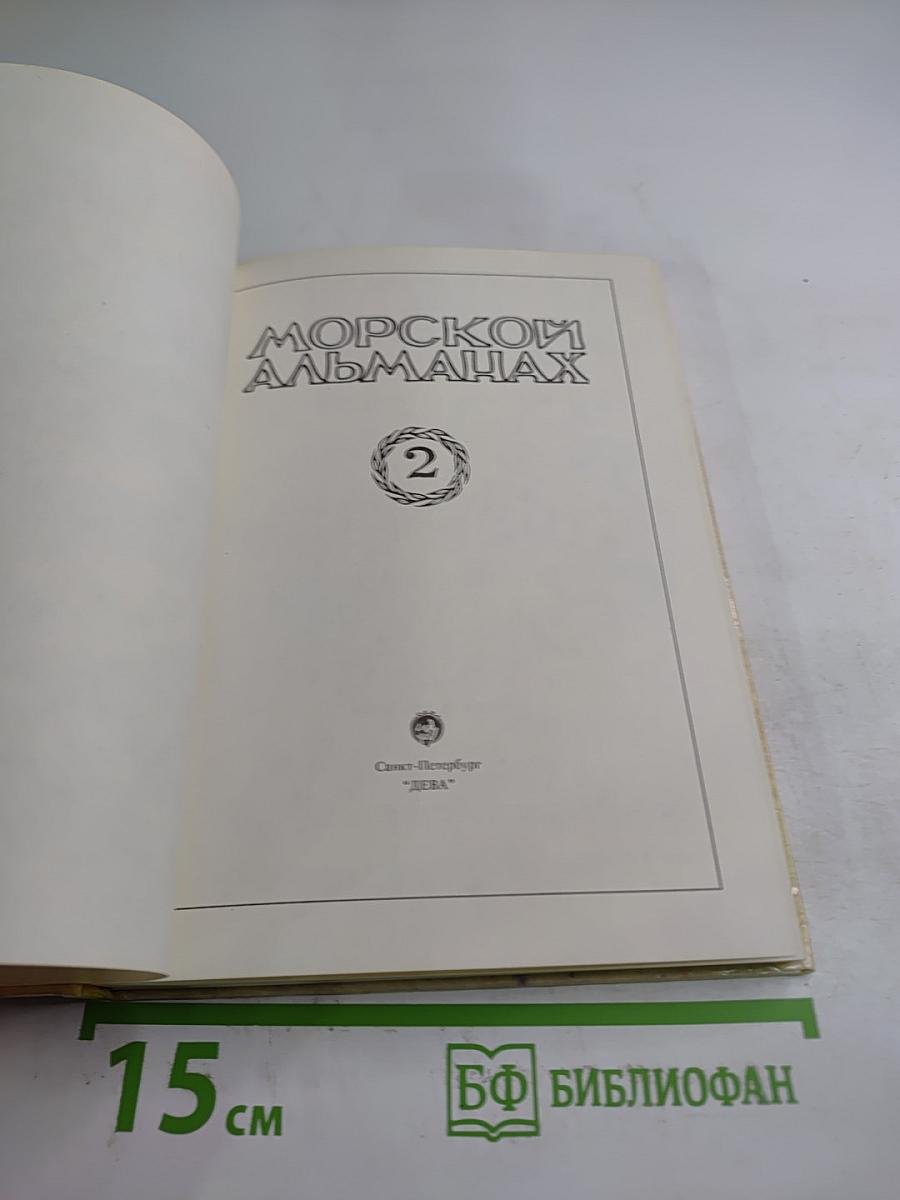 МОРСКОЙ
АЛЬМАНАХ
2
Санкт-Петербург
"ДЕВА"
15 см
БФ БИБЛИОФАН